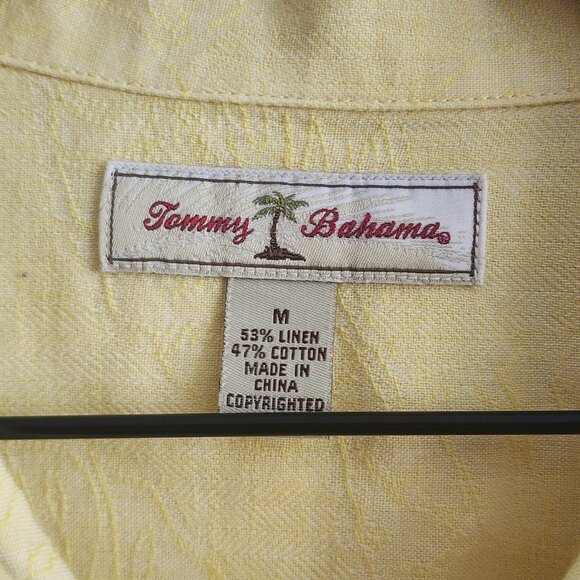 Tommy Bahama®
M
53% LINEN
47% COTTON
MADE IN
CHINA
COPYRIGHTED